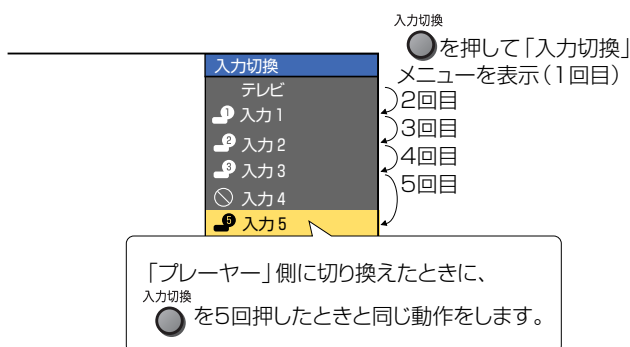 入力切換
を押して「入力切換」
メニューを表示（1回目）
入力切換
テレビ
2回目
1 入力1
3回目
2 入力2
4回目
3 入力3
5回目
入力4
5 入力5
「プレーヤー」側に切り換えたときに、
入力切換
を5回押したときと同じ動作をします。